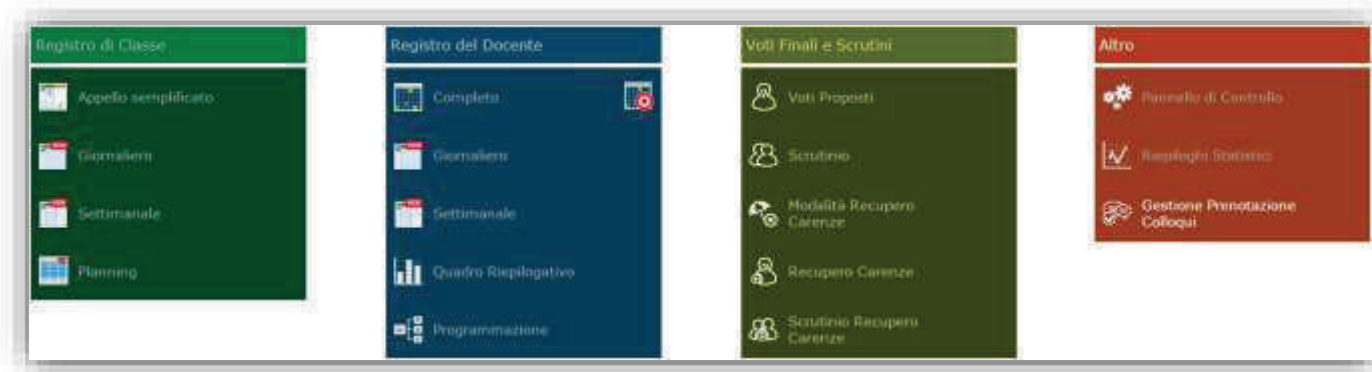 Registro di Classe
Appello semplificato
Giornaliero
Settimanale
Planning
Registro del Docente
Completo
Giornaliero
Settimanale
Quadro Riepilogativo
Programmazione
Voti Finali e Scrutini
Voti Proposti
Scrutinio
Modalità Recupero
Carenze
Recupero Carenze
Scrutinio Recupero
Carenze
Altro
Pannello di Controllo
Riepiloghi Statistici
Gestione Prenotazione
Colloqui